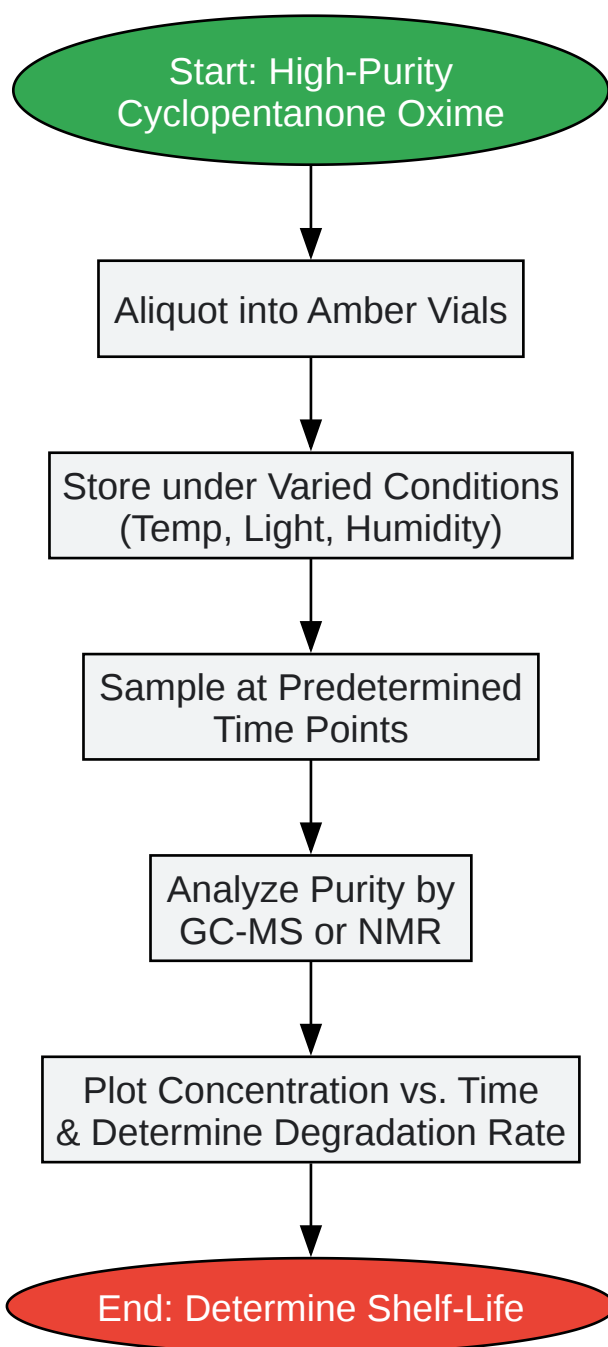 Start: High-Purity
Cyclopentanone Oxime
Aliquot into Amber Vials
Store under Varied Conditions
(Temp, Light, Humidity)
Sample at Predetermined
Time Points
Analyze Purity by
GC-MS or NMR
Plot Concentration vs. Time
& Determine Degradation Rate
End: Determine Shelf-Life